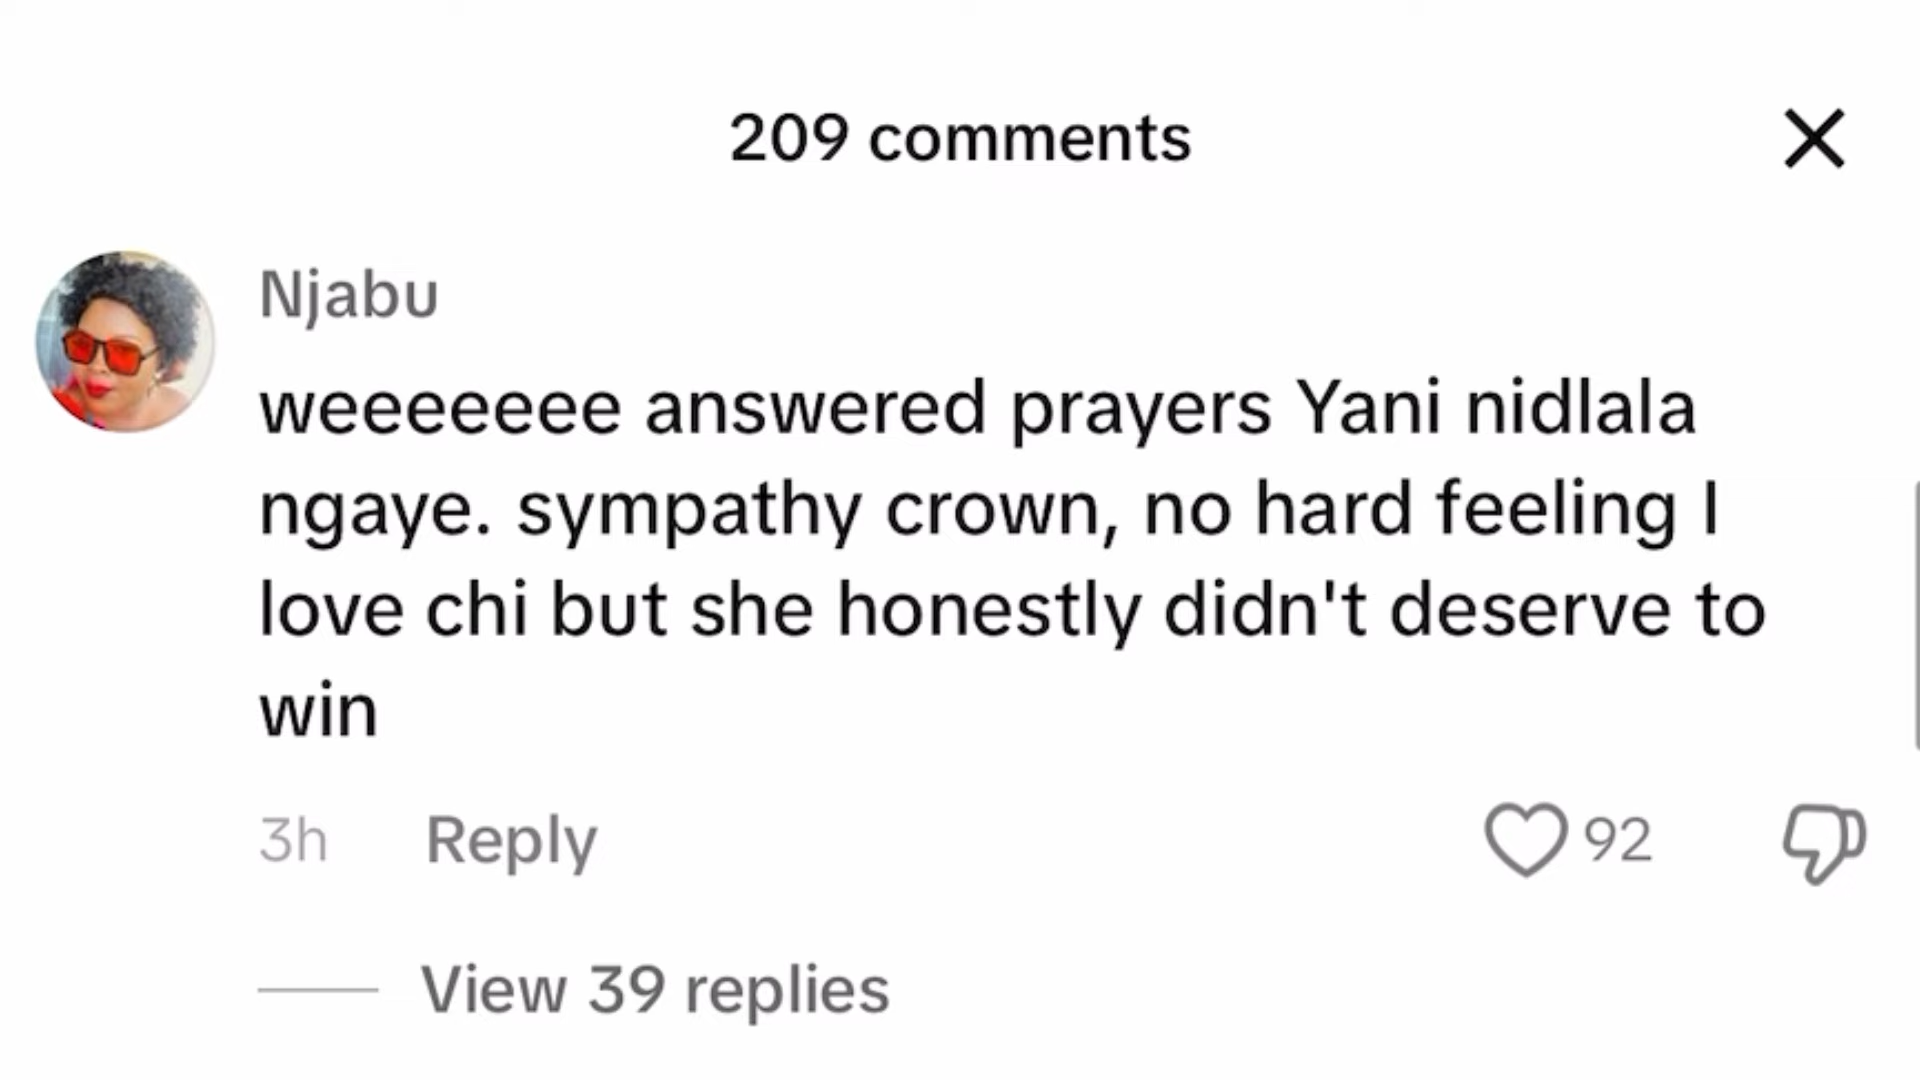 209 comments
Njabu
weeeeeee answered prayers Yani nidlala
ngaye. sympathy crown, no hard feeling I
love chi but she honestly didn't deserve to
win
3h Reply 92
View 39 replies